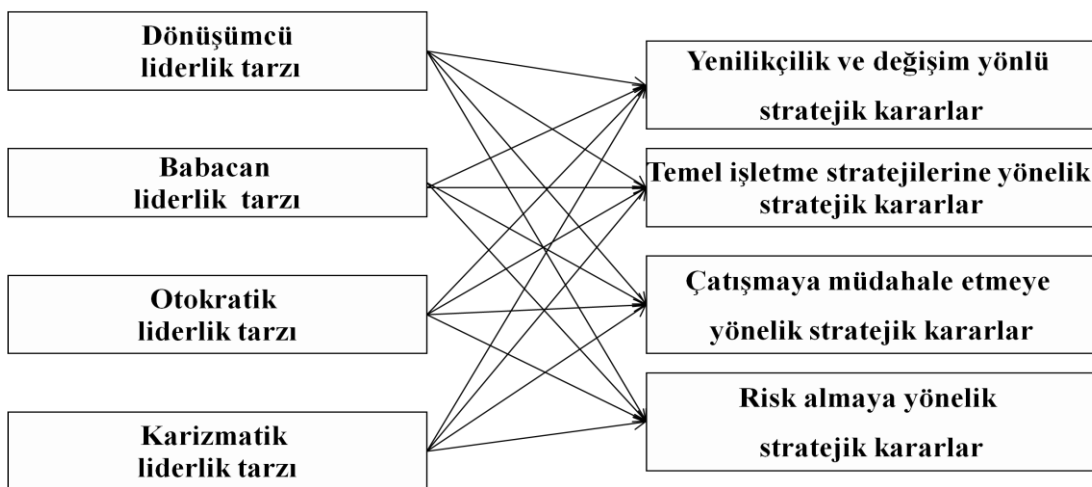 Dönüşümcü
liderlik tarzı
Babacan
liderlik tarzı
Otokratik
liderlik tarzı
Karizmatik
liderlik tarzı
Yenilikçilik ve değişim yönlü
stratejik kararlar
Temel işletme stratejilerine yönelik
stratejik kararlar
Çatışmaya müdahale etmeye
yönelik stratejik kararlar
Risk almaya yönelik
stratejik kararlar